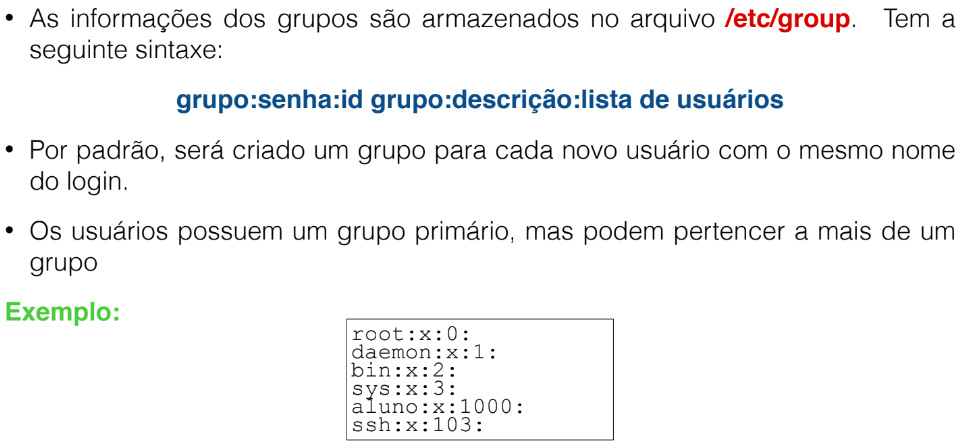 • As informações dos grupos são armazenados no arquivo /etc/group. Tem a
seguinte sintaxe:
grupo:senha:id grupo:descrição:lista de usuários
• Por padrão, será criado um grupo para cada novo usuário com o mesmo nome
do login.
• Os usuários possuem um grupo primário, mas podem pertencer a mais de um
grupo
Exemplo:
root:x:0:
daemon:x:1:
bin:x:2:
sys:x:3:
aluno:x:1000:
ssh:x:103: